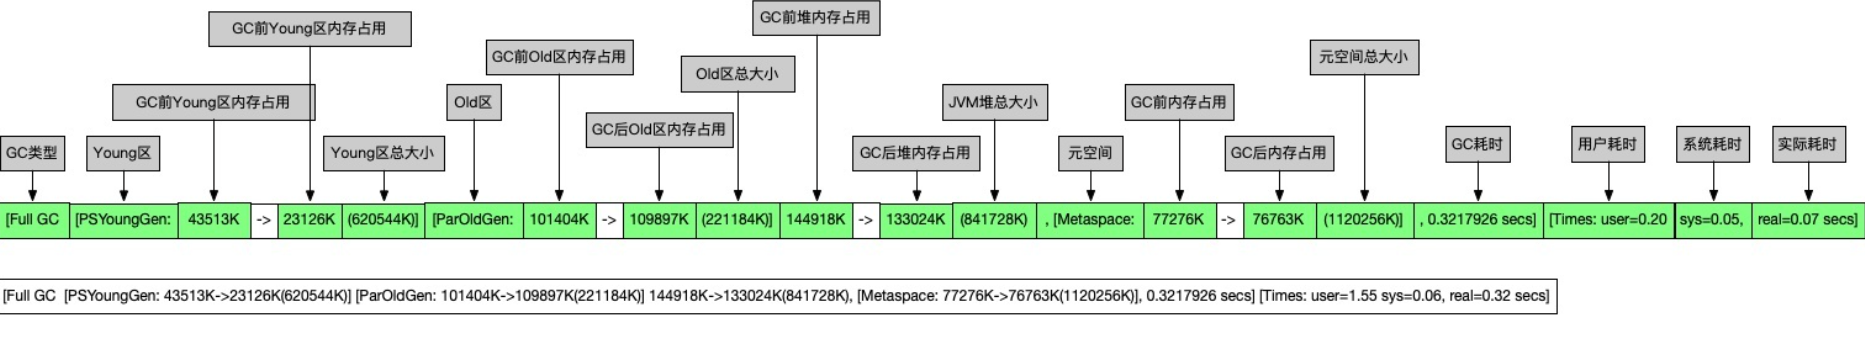 GC前堆内存占用
GC前Young区内存占用
GC前Old区内存占用
元空间总大小
Old区总大小
GC前Young区内存占用
Old区
JVM堆总大小
GC前内存占用
GC后Old区内存占用
GC类型
Young区
Young区总大小
GC后堆内存占用
元空间
GC后内存占用
GC耗时
用户耗时
系统耗时
实际耗时
[Full GC [PSYoungGen: 43513K -> 23126K (620544K)] [ParOldGen: 101404K -> 109897K (221184K)] 144918K -> 133024K (841728K) , [Metaspace: 77276K -> 76763K (1120256K)] , 0.3217926 secs] [Times: user=0.20 sys=0.05, real=0.07 secs]
[Full GC  [PSYoungGen: 43513K->23126K(620544K)] [ParOldGen: 101404K->109897K(221184K)] 144918K->133024K(841728K), [Metaspace: 77276K->76763K(1120256K)], 0.3217926 secs] [Times: user=1.55 sys=0.06, real=0.32 secs]